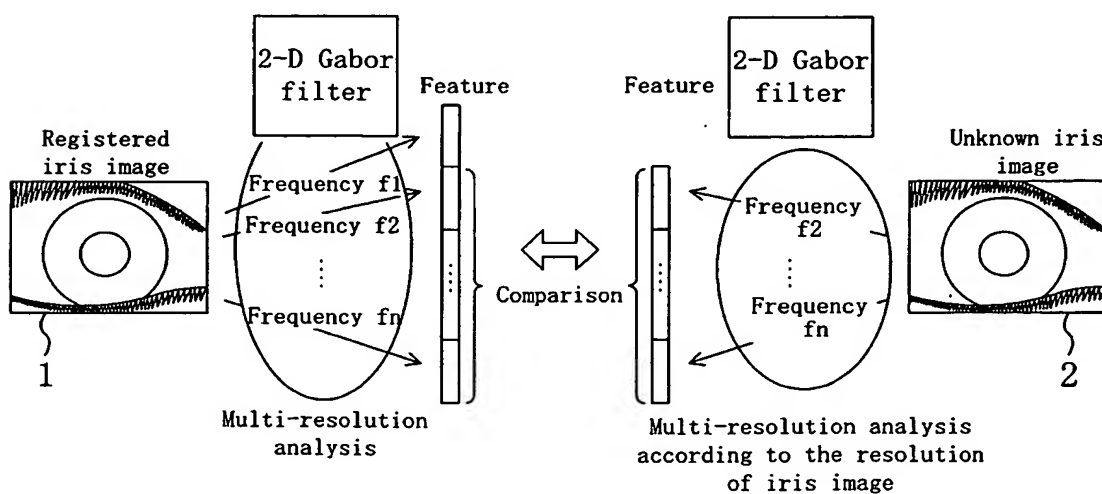 2-D Gabor
filter
Feature
Registered
iris image
Frequency f1
Frequency f2
Frequency fn
1
Multi-resolution
analysis
Comparison
Feature
2-D Gabor
filter
Unknown iris
image
Frequency
f2
Frequency
fn
2
Multi-resolution analysis
according to the resolution
of iris image